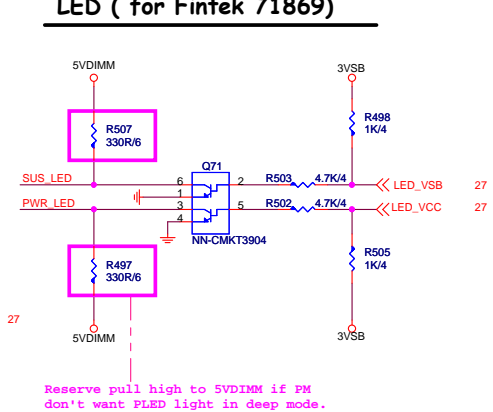 LED ( for Fintek 71869)
5VDIMM
3VSB
R507
330R/6
R498
1K/4
Q71
SUS_LED
6
2
R503
4.7K/4
LED_VSB
27
1
PWR_LED
3
5
R502
4.7K/4
LED_VCC
27
4
NN-CMKT3904
R497
330R/6
R505
1K/4
27
5VDIMM
3VSB
Reserve pull high to 5VDIMM if PM
don't want PLED light in deep mode.